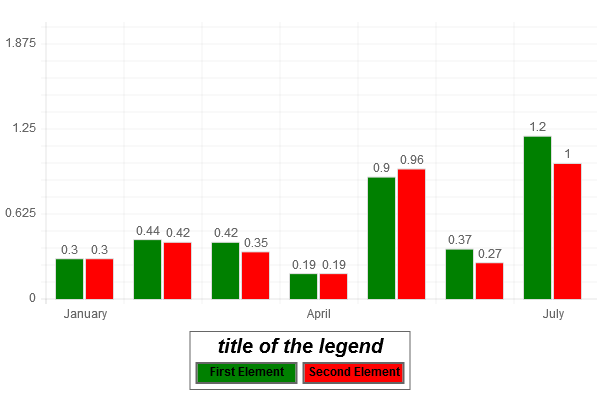 1.875
1.25
0.625
0
0.3 0.3 0.44 0.42 0.42 0.35 0.19 0.19 0.9 0.96 0.37 0.27 1.2 1
January April July
title of the legend
First Element Second Element